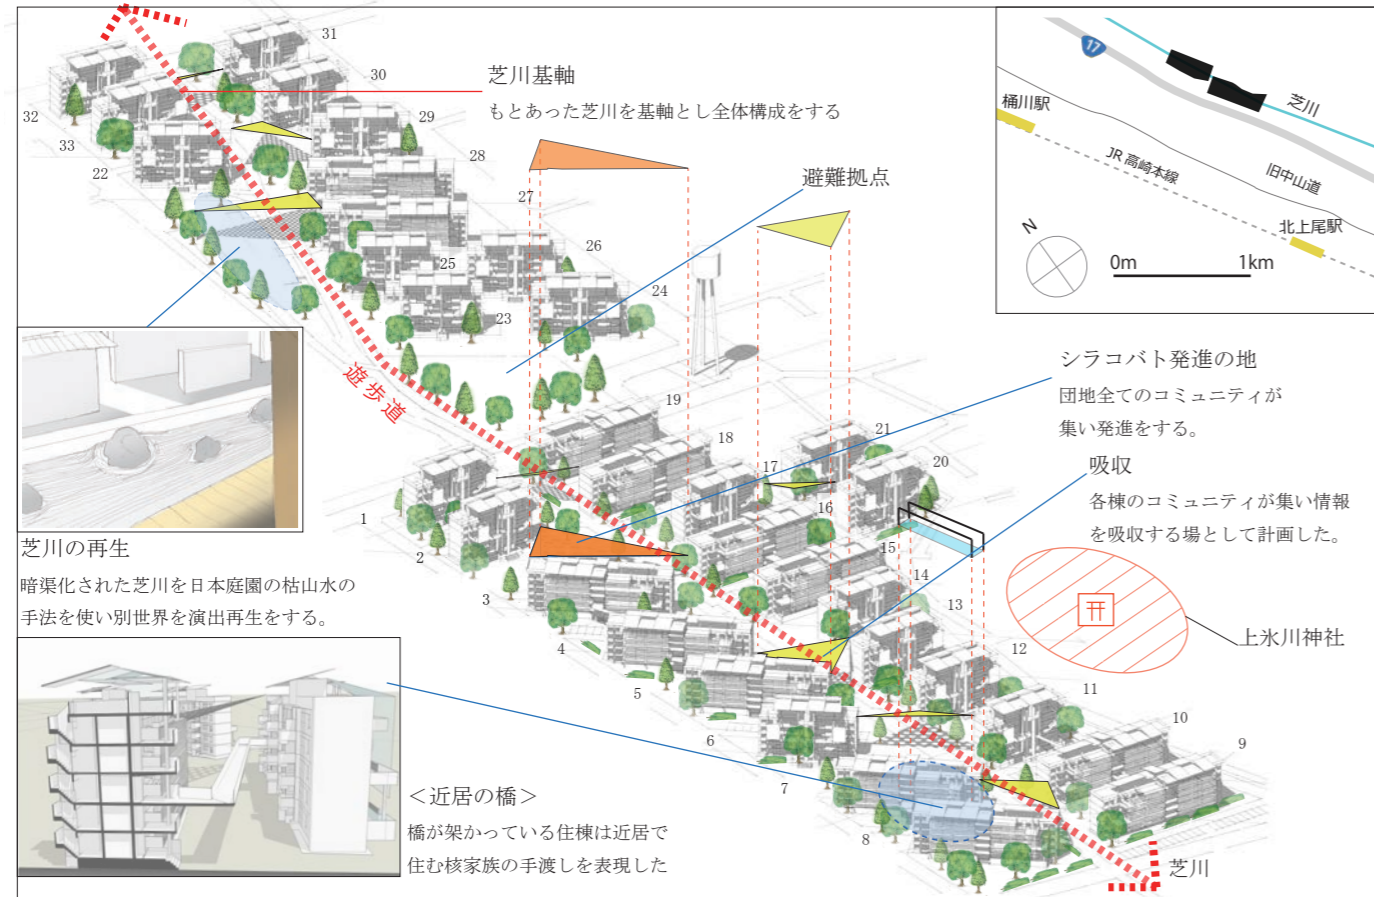 芝川基軸
もとあった芝川を基軸とし全体構成をする
避難拠点
遊歩道
芝川の再生
暗渠化された芝川を日本庭園の枯山水の
手法を使い別世界を演出再生をする。
<近居の橋>
橋が架かっている住棟は近居で
住む核家族の手渡しを表現した
シラコバト発進の地
団地全てのコミュニティが
集い発進をする。
吸収
各棟のコミュニティが集い情報
を吸収する場として計画した。
上氷川神社
芝川
17
芝川
桶川駅
JR 高崎本線
旧中山道
北上尾駅
N
0m
1km
31
30
29
28
32
33
22
27
26
25
24
23
19
18
17
16
21
20
15
14
13
12
11
10
9
1
2
3
4
5
6
7
8